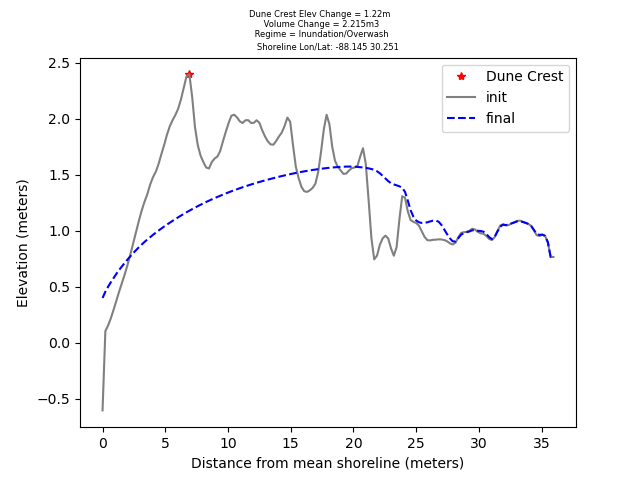 Dune Crest Elev Change = 1.22m
Volume Change = 2.215m3
Regime = Inundation/Overwash
Shoreline Lon/Lat: -88.145 30.251
2.5
2.0
1.5
1.0
0.5
0.0
−0.5
Elevation (meters)
Dune Crest
init
final
0 5 10 15 20 25 30 35
Distance from mean shoreline (meters)